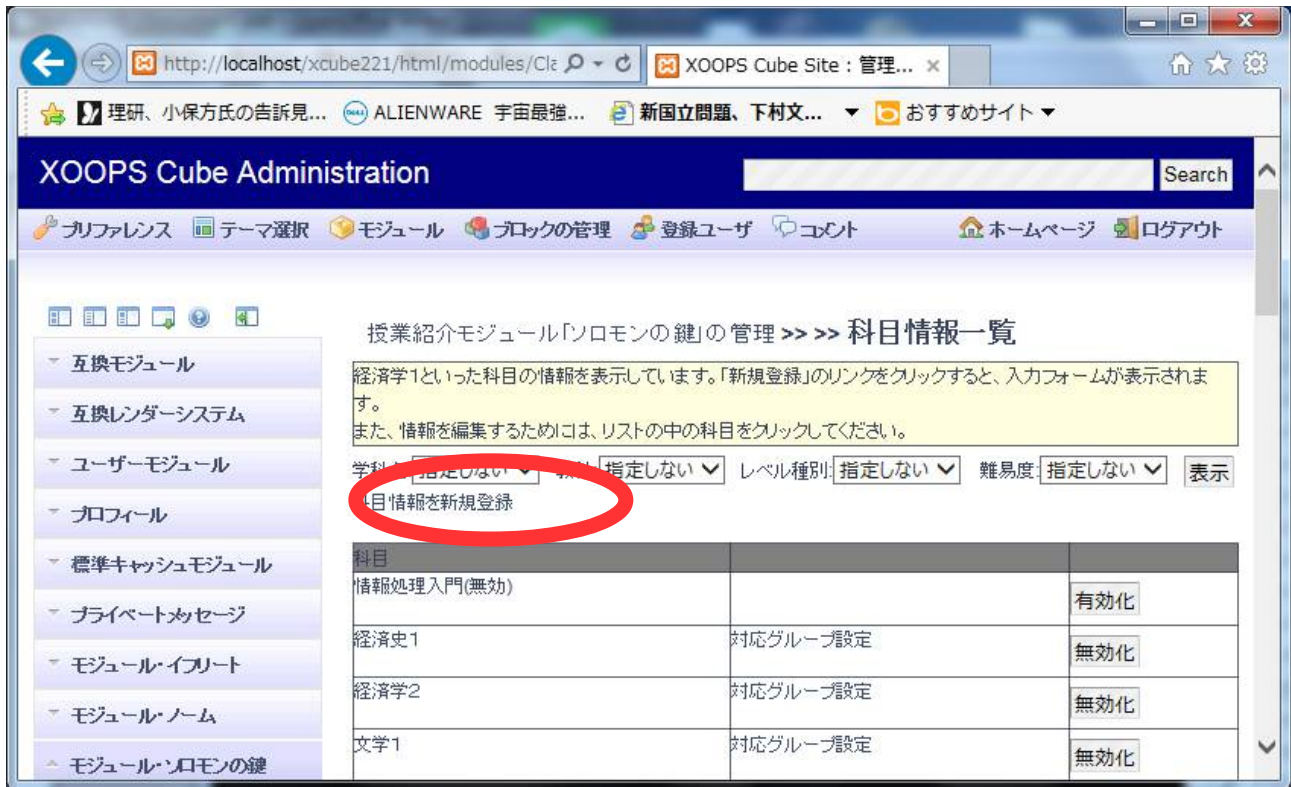 http://localhost/xcube221/html/modules/Cla
XOOPS Cube Site : 管理...
理研、小保方氏の告訴見...
ALIENWARE 宇宙最強...
新国立問題、下村文...
おすすめサイト
XOOPS Cube Administration
Search
プリファレンス テーマ選択 モジュール ブロックの管理 登録ユーザ コメント ホームページ ログアウト
授業紹介モジュール「ソロモンの鍵」の管理 >> >> 科目情報一覧
経済学1といった科目の情報を表示しています。「新規登録」のリンクをクリックすると、入力フォームが表示されま
す。
また、情報を編集するためには、リストの中の科目をクリックしてください。
指定しない 指定しない レベル種別: 指定しない 難易度: 指定しない 表示
目情報を新規登録
科目
情報処理入門(無効) 有効化
経済史1 対応グループ設定 無効化
経済学2 対応グループ設定 無効化
文学1 対応グループ設定 無効化
互換モジュール
互換レンダーシステム
ユーザーモジュール
プロフィール
標準キャッシュモジュール
プライベートメッセージ
モジュール・イフリート
モジュール・ノーム
モジュール・ソロモンの鍵